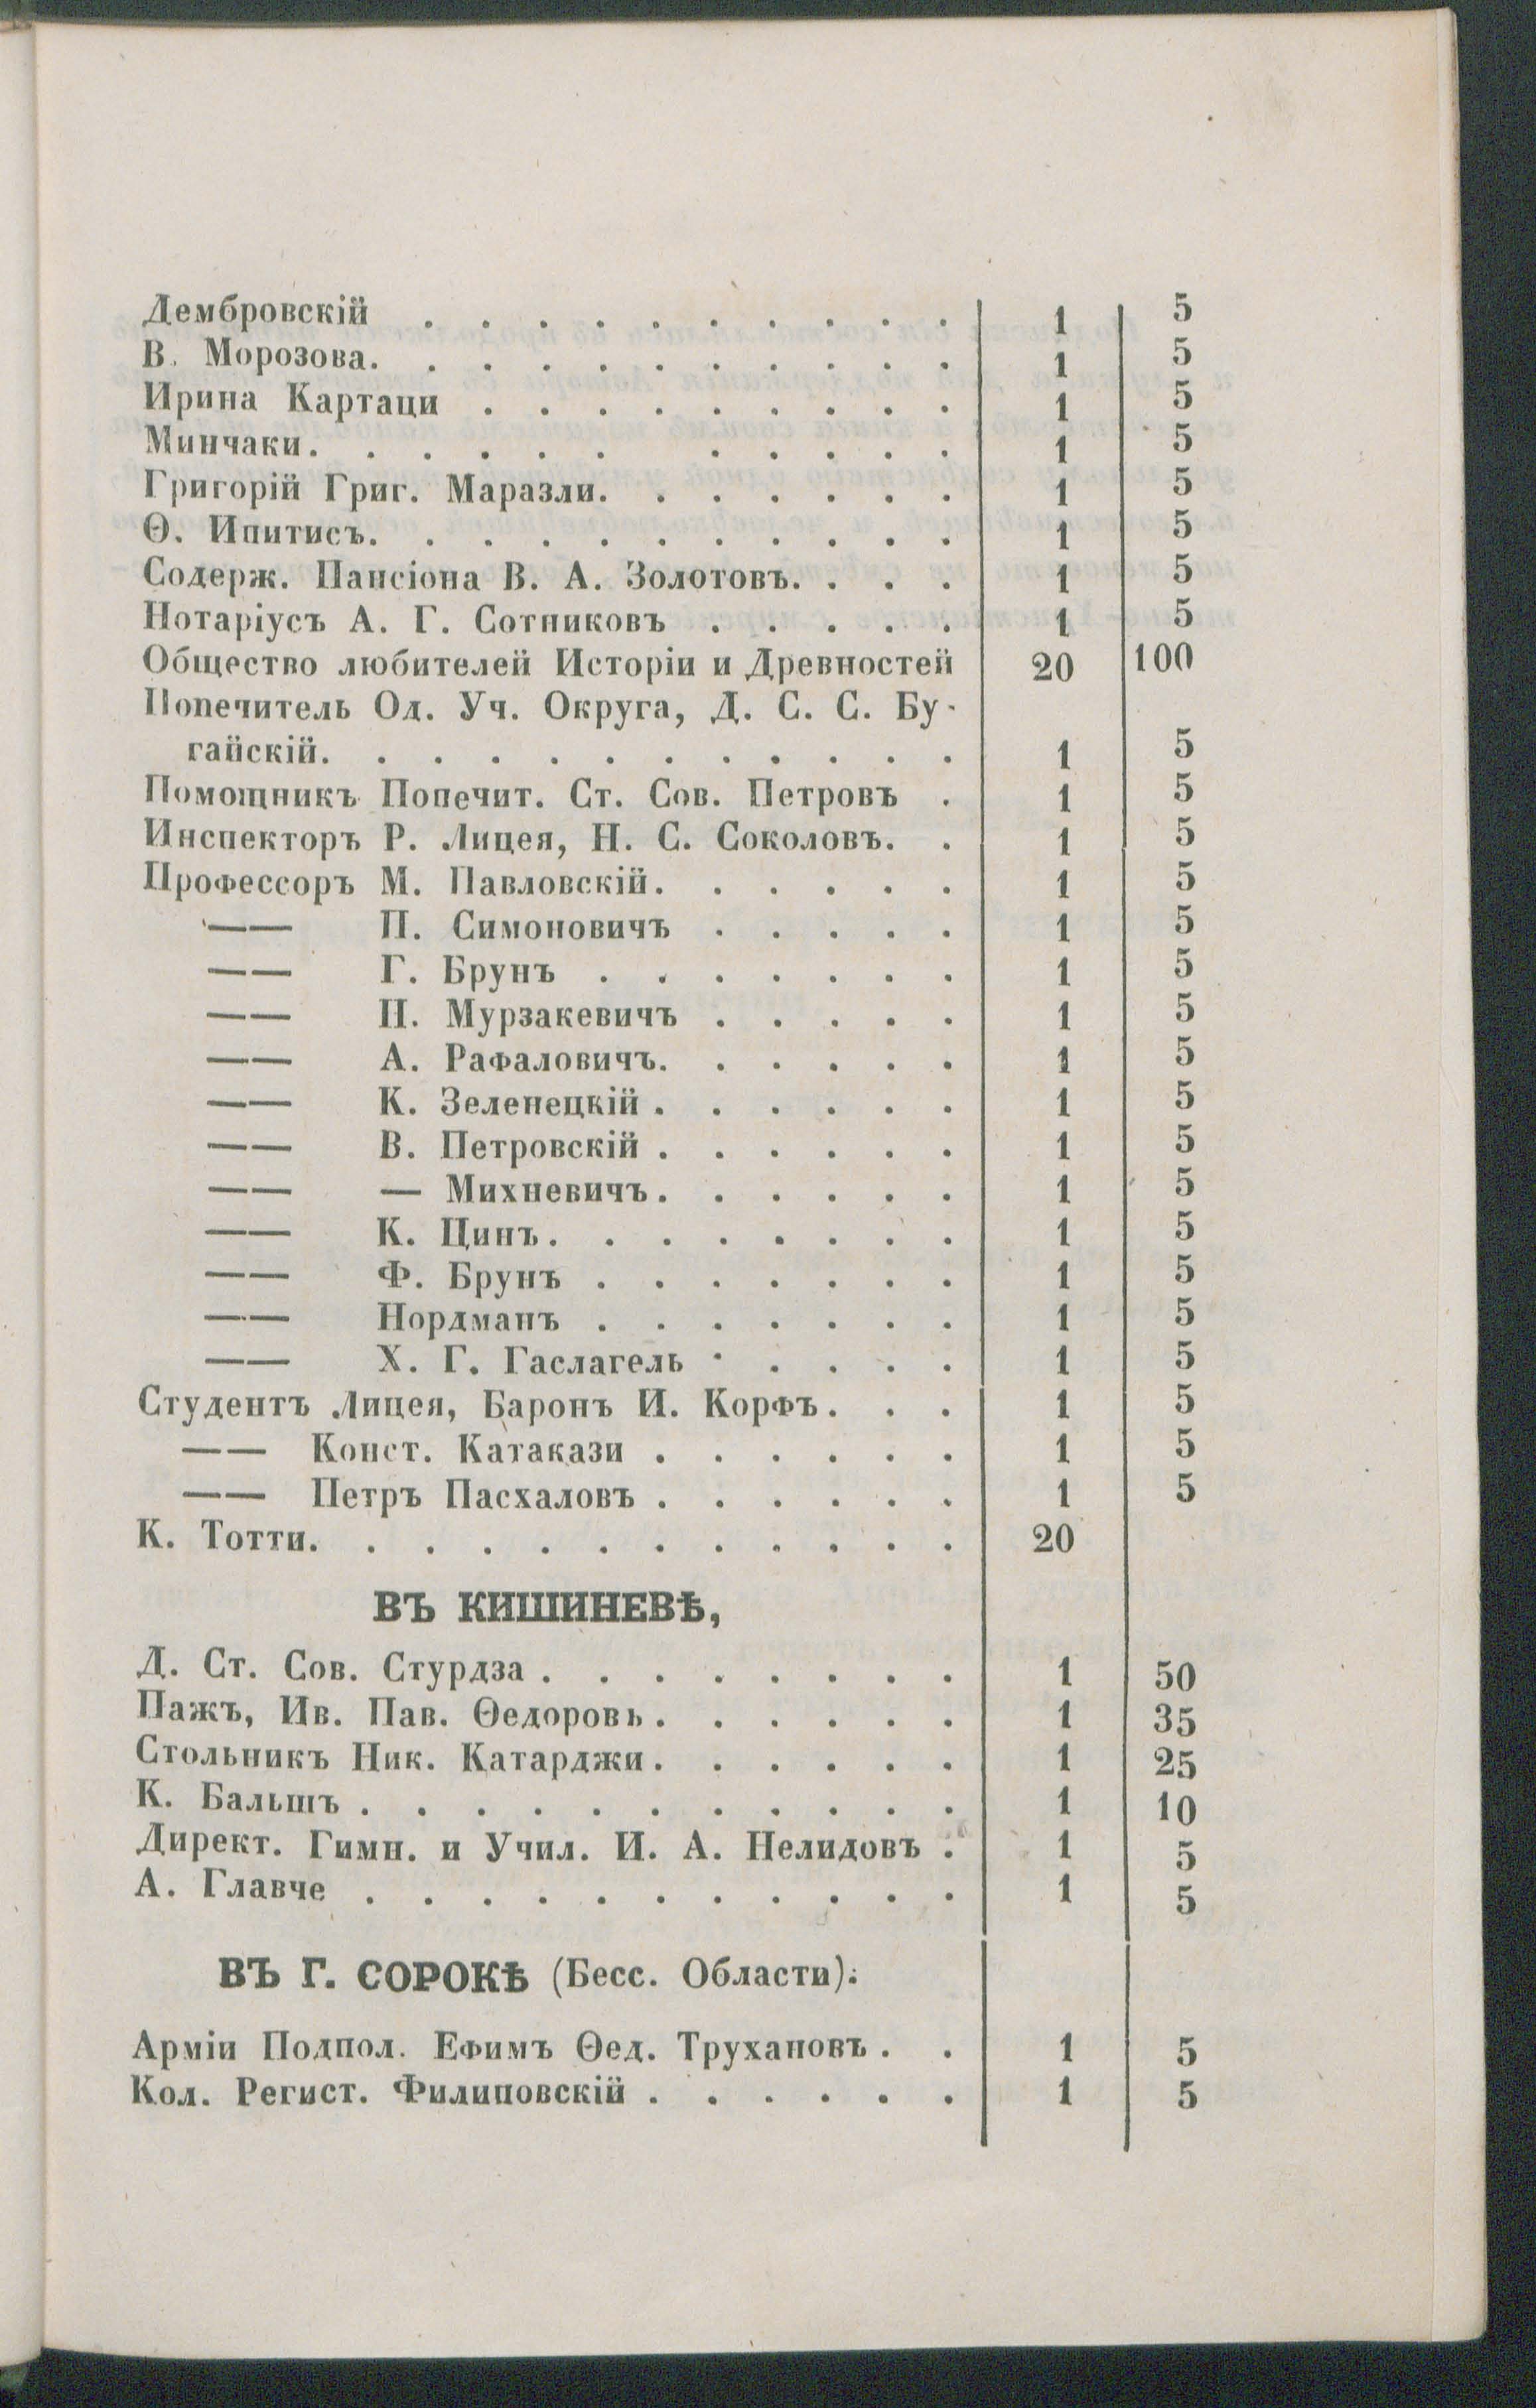 Дембровскій . . . . . . . . . . 1 5
В. Морозова. . . . . . . . . . . 1 5
Ирина Картаци . . . . . . . . . 1 5
Минчаки. . . . . . . . . . . 1 5
Григорій Григ. Маразли. . . . . . . 1 5
Ѳ. Ипитисъ. . . . . . . . . . . 1 5
Содерж. Пансіона В. А. Золотовъ. . . . 1 5
Нотаріусъ А. Г. Сотниковъ . . . . . 1 5
Общество любителей Исторіи и Древностей 20 100
Попечитель Од. Уч. Округа, Д. С. С. Бу-
гайскій. . . . . . . . . . . . 1 5
Помощникъ Попечит. Ст. Сов. Петровъ . 1 5
Инспекторъ Р. Лицея, Н. С. Соколовъ. . 1 5
Профессоръ М. Павловскій. . . . . . 1 5
—— П. Симоновичъ . . . . . 1 5
—— Г. Брунъ . . . . . . . 1 5
—— Н. Мурзакевичъ . . . . . 1 5
—— А. Рафаловичъ. . . . . . 1 5
—— К. Зеленецкій . . . . . . 1 5
—— В. Петровскій . . . . . . 1 5
—— — Михневичъ. . . . . . 1 5
—— К. Цинъ. . . . . . . . 1 5
—— Ф. Брунъ . . . . . . . 1 5
—— Нордманъ . . . . . . . 1 5
—— Х. Г. Гаслагель . . . . . 1 5
Студентъ Лицея, Баронъ И. Корфъ. . . 1 5
—— Конст. Катакази . . . . . . 1 5
—— Петръ Пасхаловъ . . . . . . 1 5
К. Тотти. . . . . . . . . . . . 20
ВЪ КИШИНЕВѢ,
Д. Ст. Сов. Стурдза . . . . . . . . 1 50
Пажъ, Ив. Пав. Ѳедоровъ. . . . . . 1 35
Стольникъ Ник. Катарджи. . . . . . 1 25
К. Бальшъ . . . . . . . . . . . 1 10
Директ. Гимн. и Учил. И. А. Нелидовъ . 1 5
А. Главче . . . . . . . . . . . 1 5
ВЪ Г. СОРОКѢ (Бесс. Области):
Арміи Подпол. Ефимъ Ѳед. Трухановъ . . 1 5
Кол. Регист. Филиповскій . . . . . . 1 5